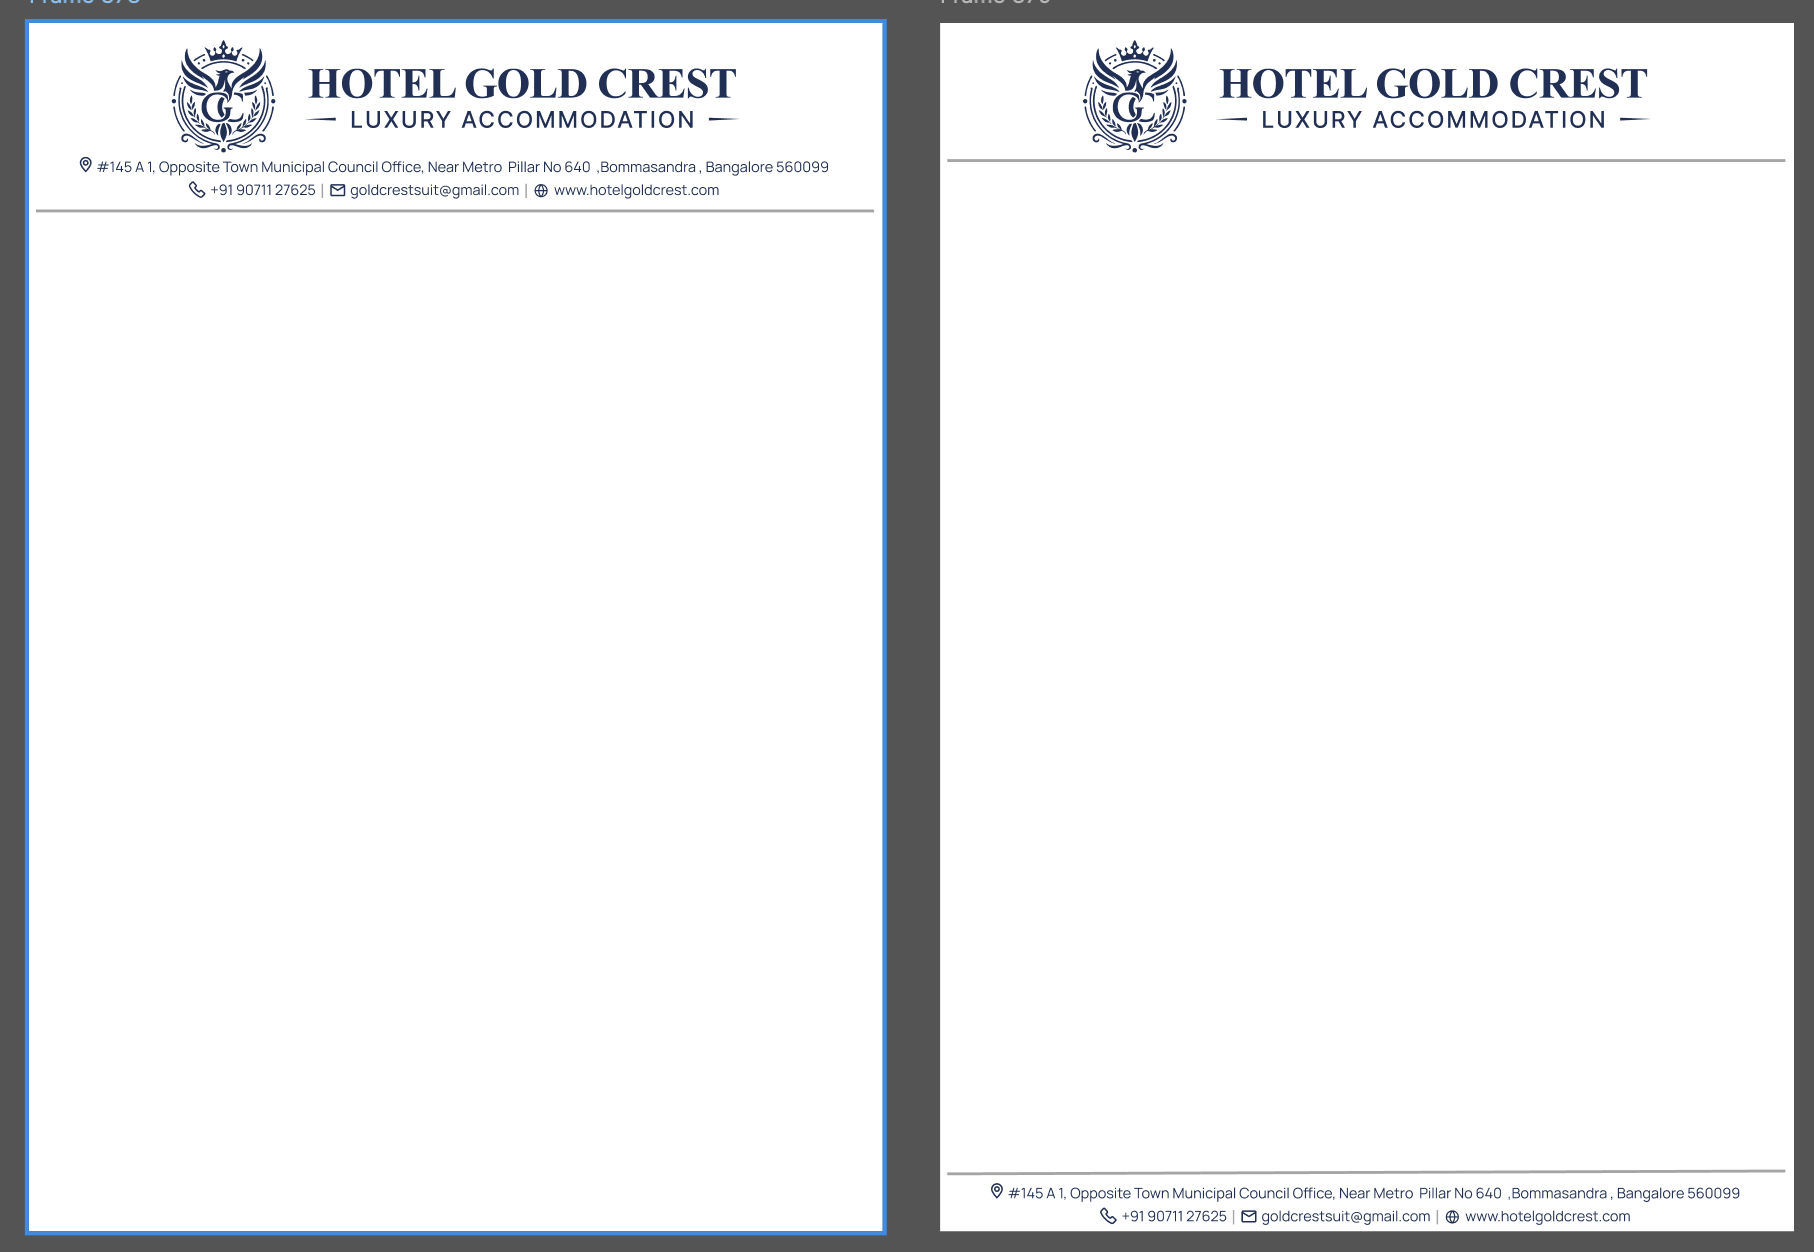 HOTEL GOLD CREST
LUXURY ACCOMMODATION
#145 A 1, Opposite Town Municipal Council Office, Near Metro Pillar No 640 ,Bommasandra , Bangalore 560099
+91 90711 27625 | goldcrestsuit@gmail.com | www.hotelgoldcrest.com
HOTEL GOLD CREST
LUXURY ACCOMMODATION
#145 A 1, Opposite Town Municipal Council Office, Near Metro Pillar No 640 ,Bommasandra , Bangalore 560099
+91 90711 27625 | goldcrestsuit@gmail.com | www.hotelgoldcrest.com